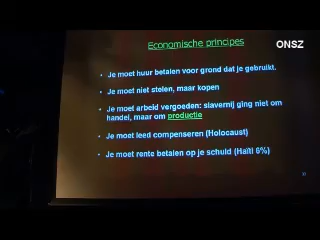 ONSZ
Economische principes
• Je moet huur betalen voor grond dat je gebruikt.
• Je moet niet stelen, maar kopen
• Je moet arbeid vergoeden: slavernij ging niet om
handel, maar om productie
• Je moet leed compenseren (Holocaust)
• Je moet rente betalen op je schuld (Haïti 6%)